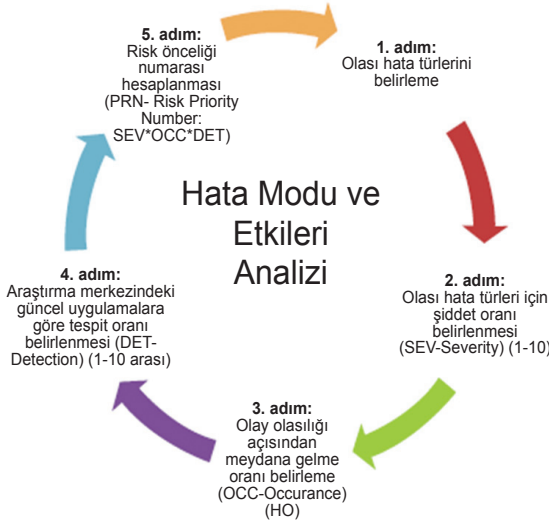 Hata Modu ve
Etkileri
Analizi
1. adım:
Olası hata türlerini
belirleme
2. adım:
Olası hata türleri için
şiddet oranı
belirlenmesi
(SEV-Severity) (1-10)
3. adım:
Olay olasılığı
açısından
meydana gelme
oranı belirleme
(OCC-Occurance)
(HO)
4. adım:
Araştırma merkezindeki
güncel uygulamalara
göre tespit oranı
belirlenmesi (DET-
Detection) (1-10 arası)
5. adım:
Risk önceliği
numarası
hesaplanması
(PRN- Risk Priority
Number:
SEV*OCC*DET)